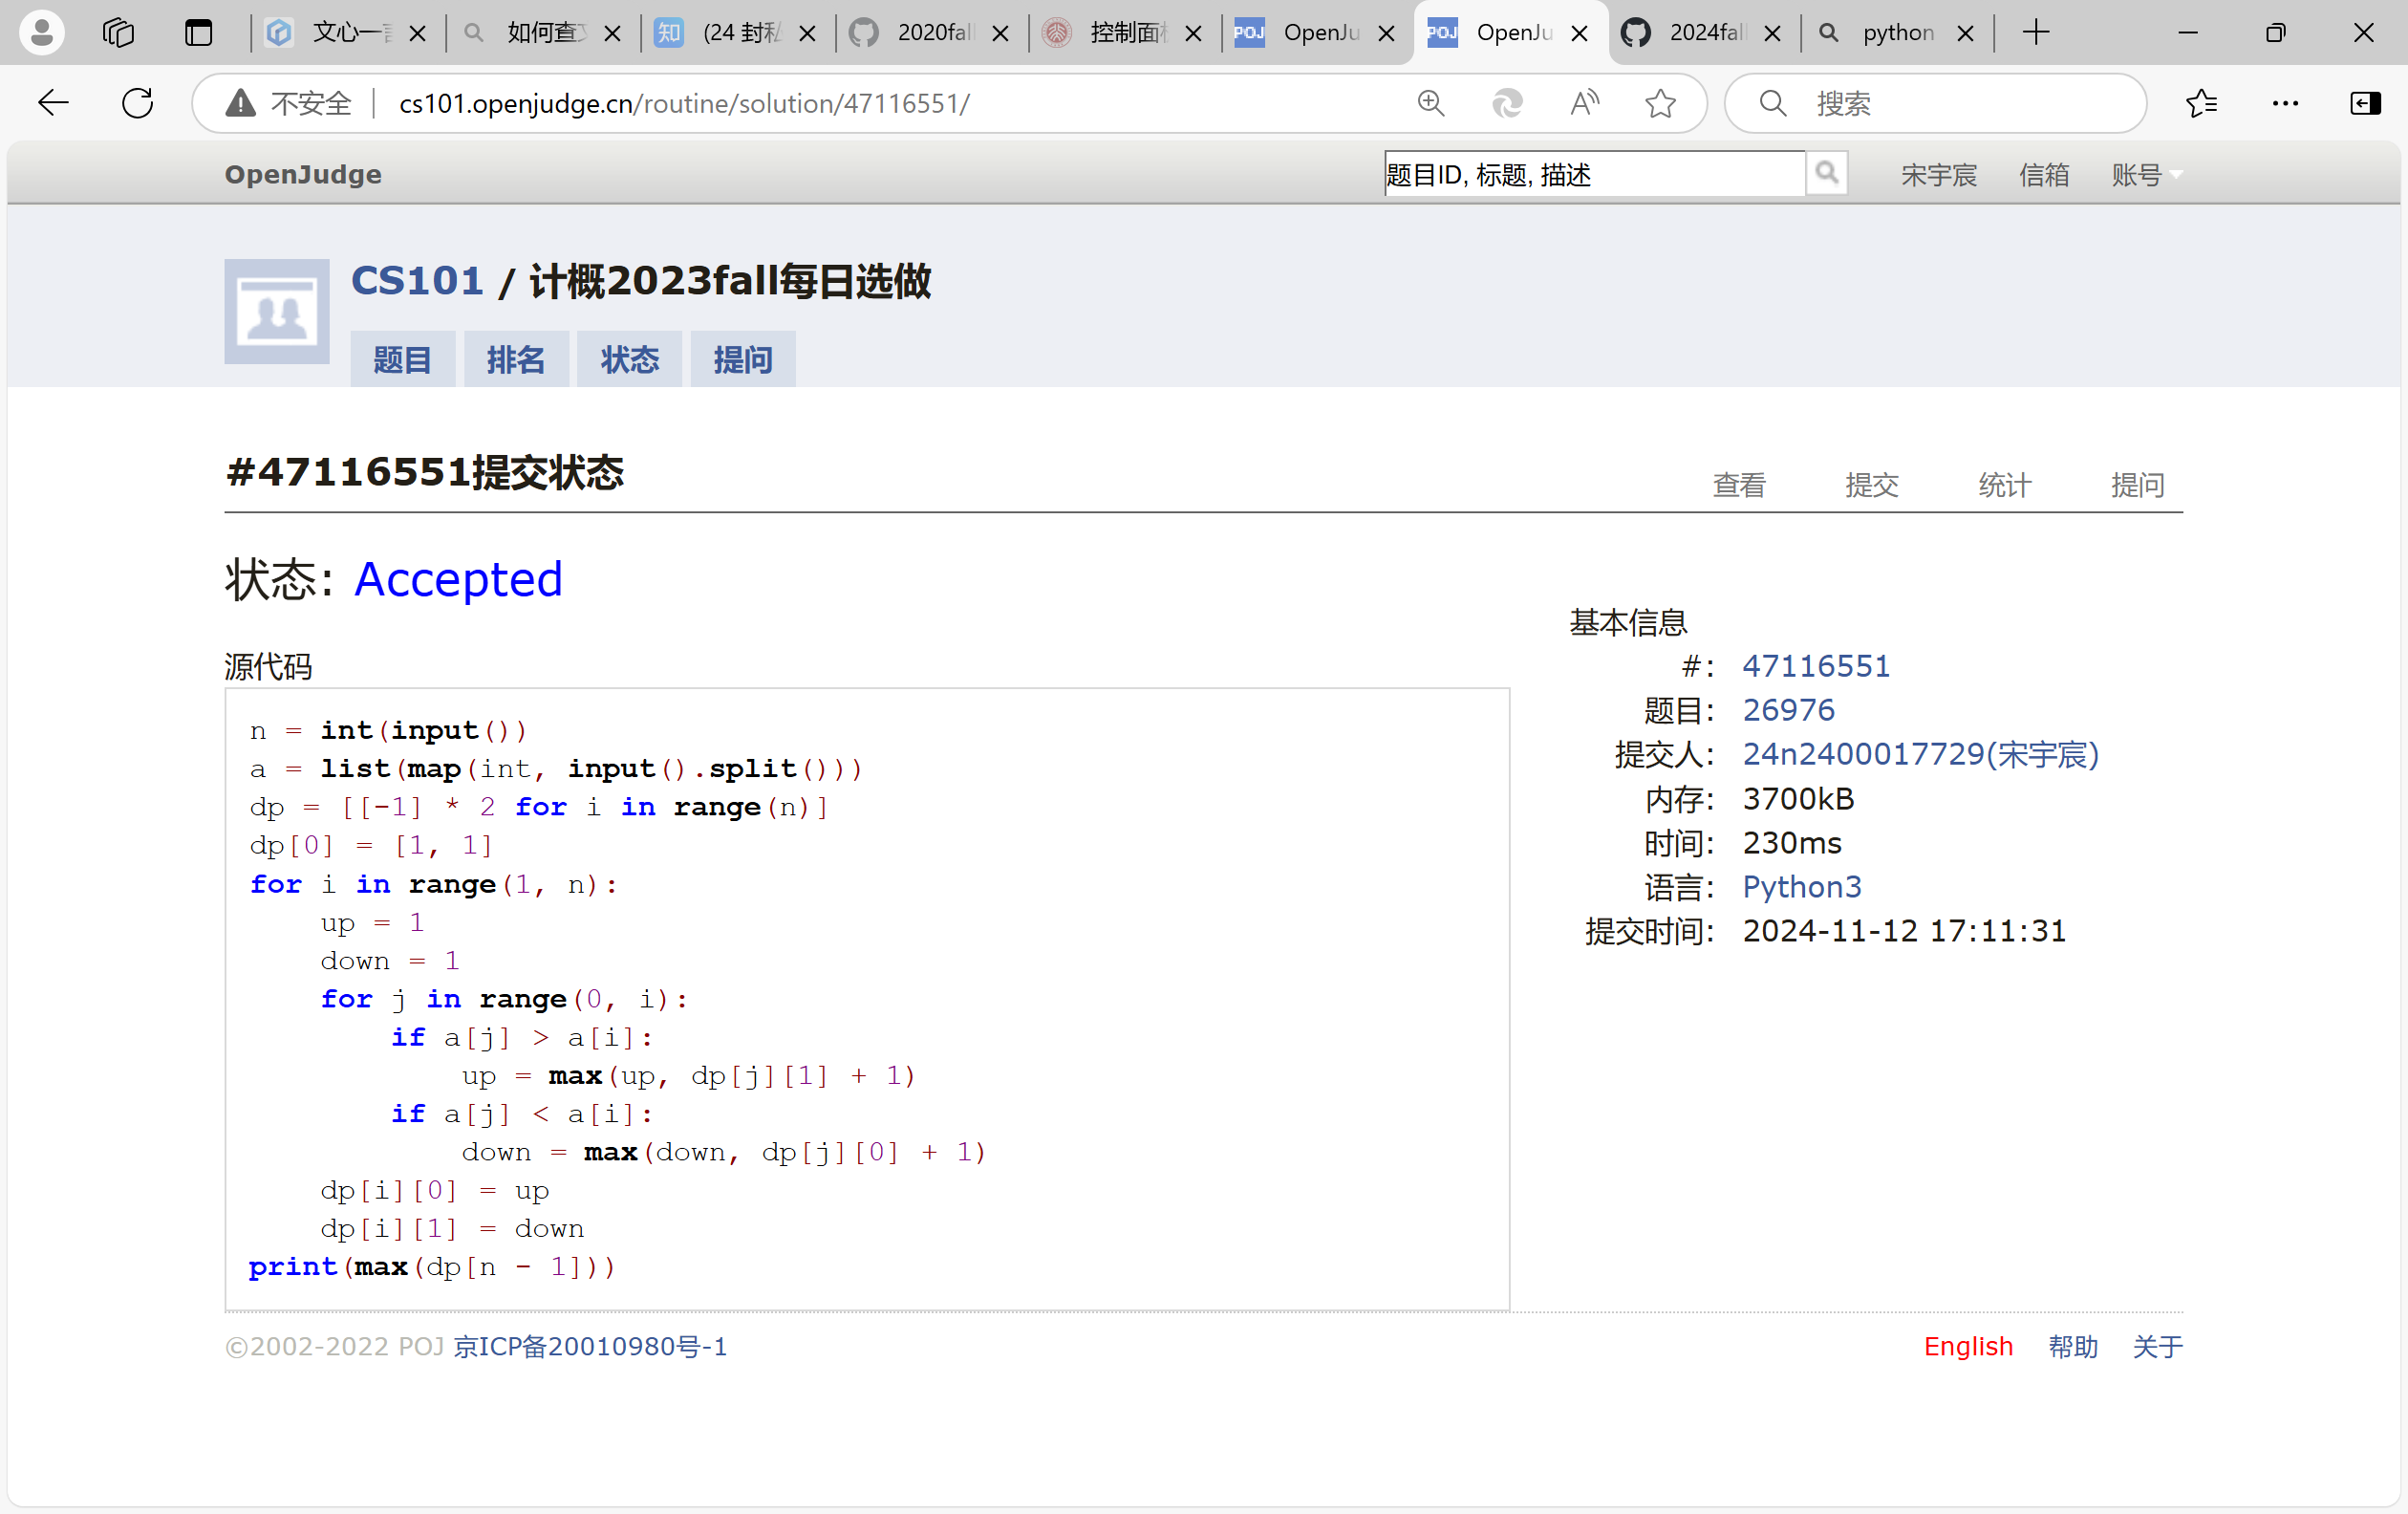 文心一言
如何查文
(24 封私
2020fall
控制面板
OpenJu
OpenJu
2024fall
python
不安全
cs101.openjudge.cn/routine/solution/47116551/
搜索
OpenJudge
题目ID, 标题, 描述
宋宇宸
信箱
账号
CS101 / 计概2023fall每日选做
题目
排名
状态
提问
#47116551提交状态
查看
提交
统计
提问
状态: Accepted
源代码
n = int(input())
a = list(map(int, input().split()))
dp = [[-1] * 2 for i in range(n)]
dp[0] = [1, 1]
for i in range(1, n):
    up = 1
    down = 1
    for j in range(0, i):
        if a[j] > a[i]:
            up = max(up, dp[j][1] + 1)
        if a[j] < a[i]:
            down = max(down, dp[j][0] + 1)
    dp[i][0] = up
    dp[i][1] = down
print(max(dp[n - 1]))
基本信息
#: 47116551
题目: 26976
提交人: 24n2400017729(宋宇宸)
内存: 3700kB
时间: 230ms
语言: Python3
提交时间: 2024-11-12 17:11:31
©2002-2022 POJ 京ICP备20010980号-1
English
帮助
关于